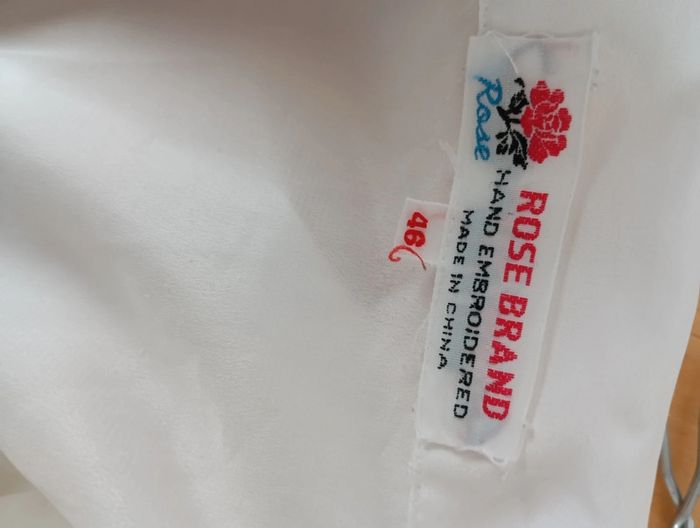 Rose
ROSE BRAND
HAND EMBROIDERED
MADE IN CHINA
46